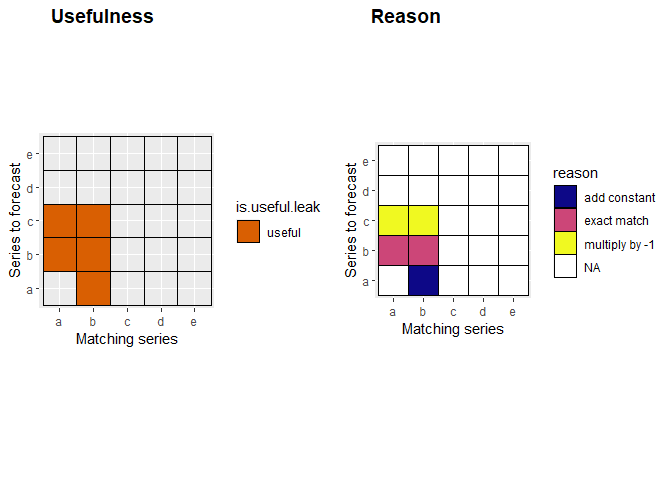 Usefulness
Series to forecast
e
d
c
b
a
a b c d e
Matching series
is.useful.leak
useful
Reason
Series to forecast
e
d
c
b
a
a b c d e
Matching series
reason
add constant
exact match
multiply by -1
NA